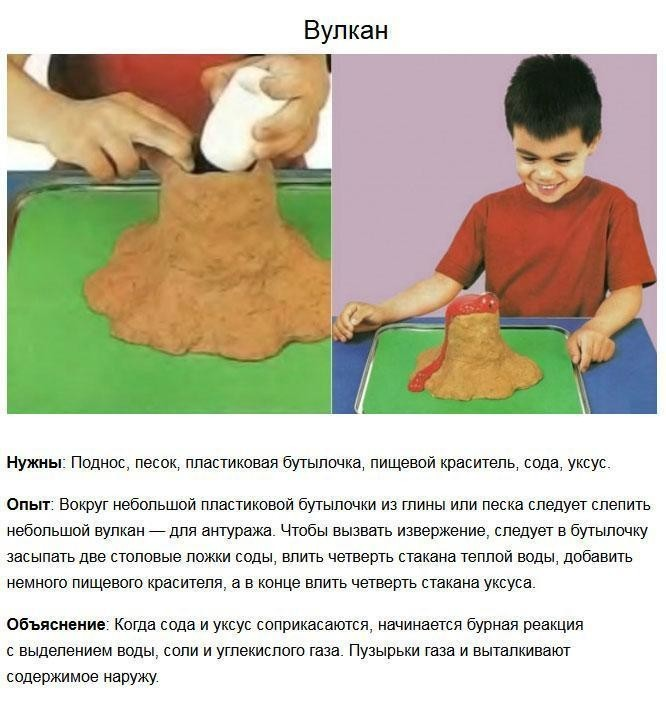 Вулкан
Нужны: Поднос, песок, пластиковая бутылочка, пищевой краситель, сода, уксус.
Опыт: Вокруг небольшой пластиковой бутылочки из глины или песка следует слепить
небольшой вулкан — для антуража. Чтобы вызвать извержение, следует в бутылочку
засыпать две столовые ложки соды, влить четверть стакана теплой воды, добавить
немного пищевого красителя, а в конце влить четверть стакана уксуса.
Объяснение: Когда сода и уксус соприкасаются, начинается бурная реакция
с выделением воды, соли и углекислого газа. Пузырьки газа и выталкивают
содержимое наружу.